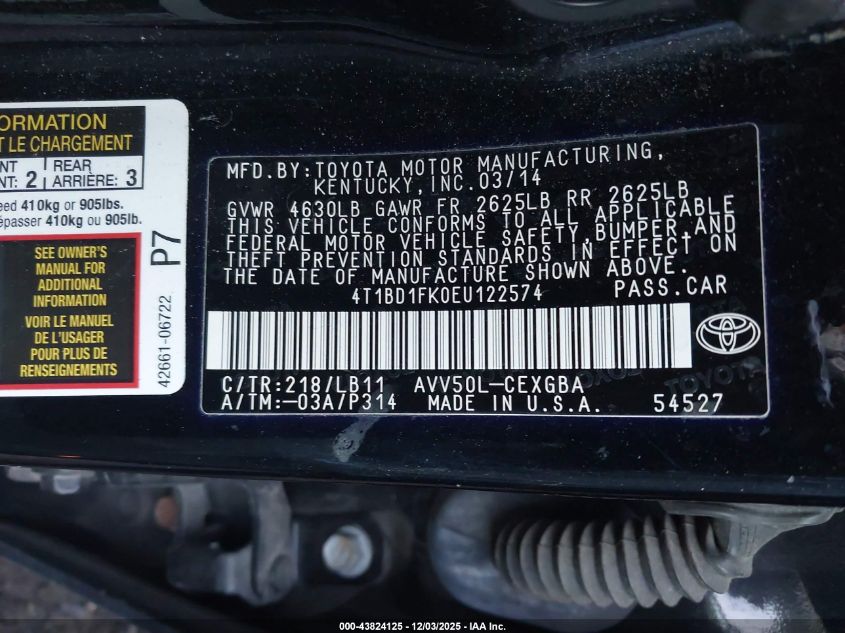 ORMATION
T LE CHARGEMENT
NT
NT: 2
REAR
ARRIÈRE: 3
eed 410kg or 905lbs.
épasser 410kg ou 905lb.
SEE OWNER'S
MANUAL FOR
ADDITIONAL
INFORMATION
VOIR LE MANUEL
DE L'USAGER
POUR PLUS DE
RENSEIGNEMENTS
P7
42661-06722
MFD.BY:TOYOTA MOTOR MANUFACTURING,
KENTUCKY,INC.03/14
GVWR 4630LB GAWR FR 2625LB RR 2625LB
THIS VEHICLE CONFORMS TO ALL APPLICABLE
FEDERAL MOTOR VEHICLE SAFETY,BUMPER,AND
THEFT PREVENTION STANDARDS IN EFFECT ON
THE DATE OF MANUFACTURE SHOWN ABOVE.
4T1BD1FK0EU122574 PASS.CAR
C/TR:218/LB11 AVV50L-CEXGBA
A/TM:-03A/P314 MADE IN U.S.A. 54527
TOYOTA
000-43824125 - 12/03/2025 - IAA Inc.